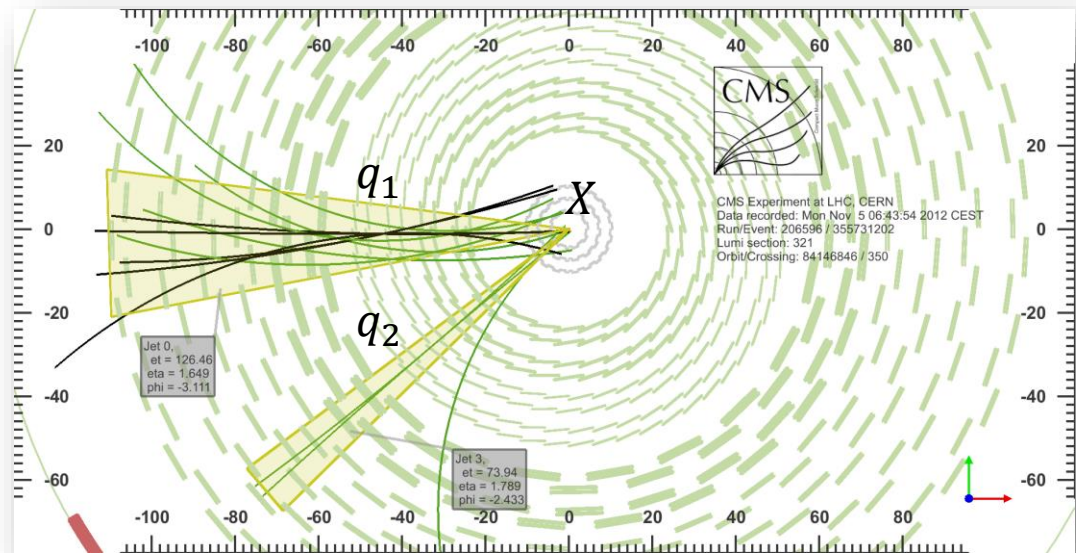 -100 -80 -60 -40 -20 0 20 40 60 80
CMS
20 20
q₁ X
CMS Experiment at LHC, CERN
Data recorded: Mon Nov 5 06:43:54 2012 CEST
Run/Event: 206596 / 355731202
Lumi section: 321
Orbit/Crossing: 84146846 / 350
0 0
-20 -20
q₂
Jet 0,
et = 126.46
eta = 1.649
phi = -3.111
-40 -40
Jet 3,
et = 73.94
eta = 1.789
phi = -2.433
-60 -60
-100 -80 -60 -40 -20 0 20 40 60 80